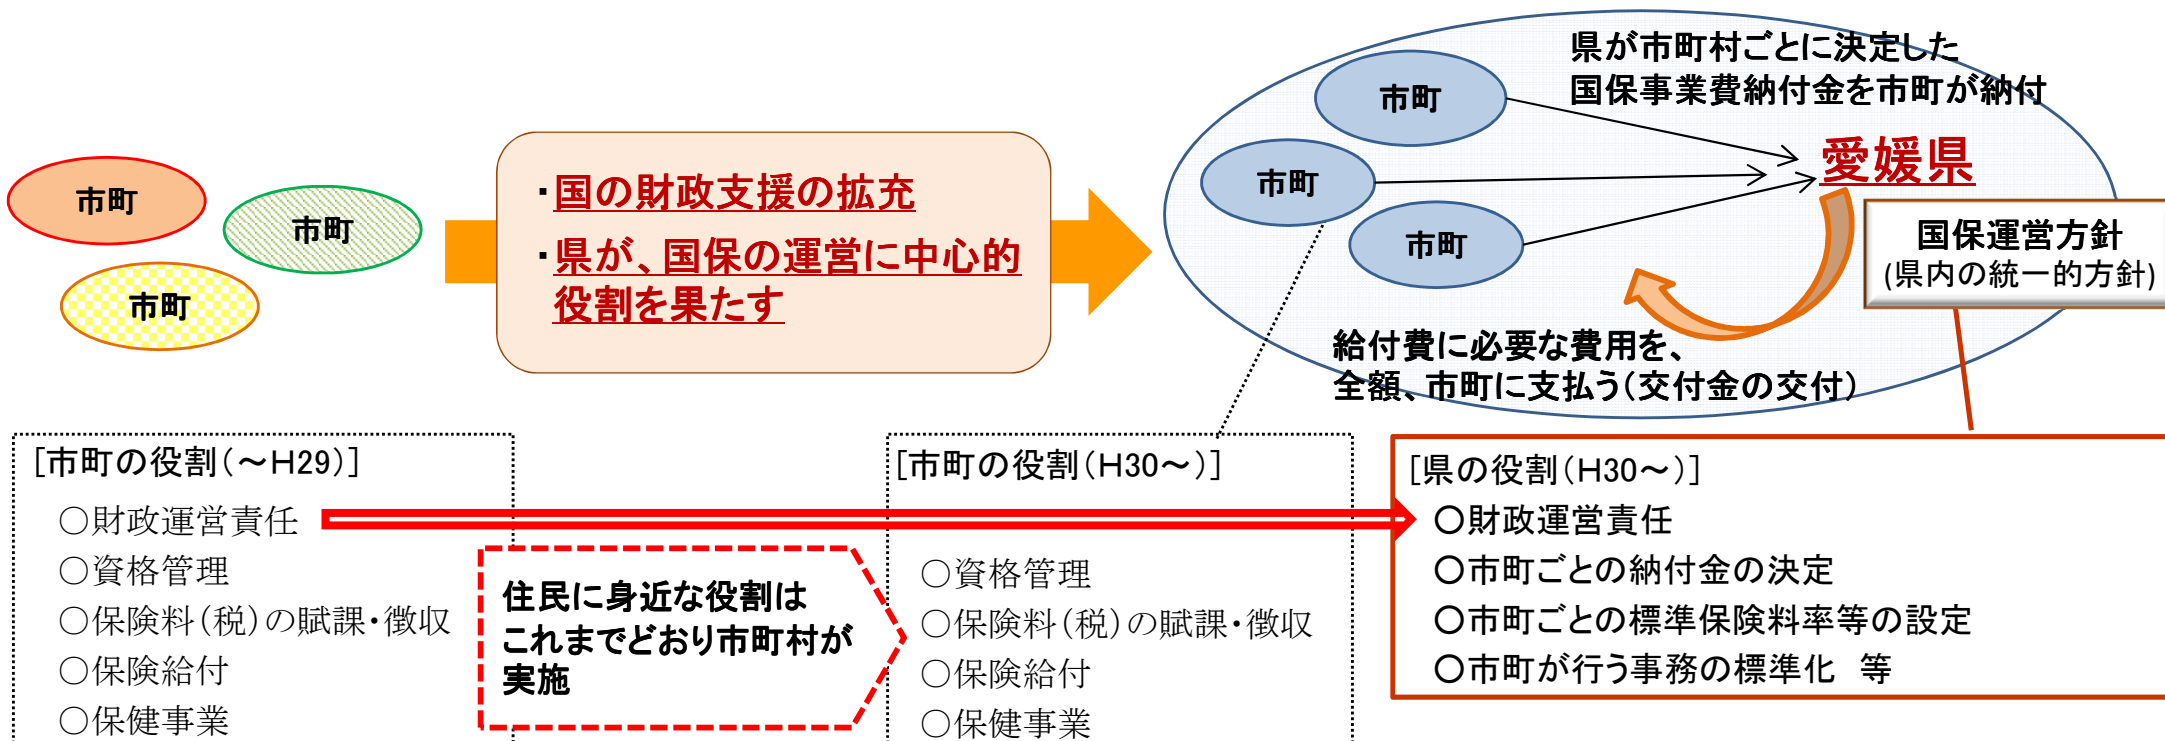 市町
市町
市町
・国の財政支援の拡充
・県が、国保の運営に中心的
役割を果たす
県が市町村ごとに決定した
国保事業費納付金を市町が納付
市町
市町
市町
愛媛県
国保運営方針
(県内の統一的方針)
給付費に必要な費用を、
全額、市町に支払う(交付金の交付)
[市町の役割(～H29)]
○財政運営責任
○資格管理
○保険料(税)の賦課・徴収
○保険給付
○保健事業
住民に身近な役割は
これまでどおり市町村が
実施
[市町の役割(H30～)]
○資格管理
○保険料(税)の賦課・徴収
○保険給付
○保健事業
[県の役割(H30～)]
○財政運営責任
○市町ごとの納付金の決定
○市町ごとの標準保険料率等の設定
○市町が行う事務の標準化　等